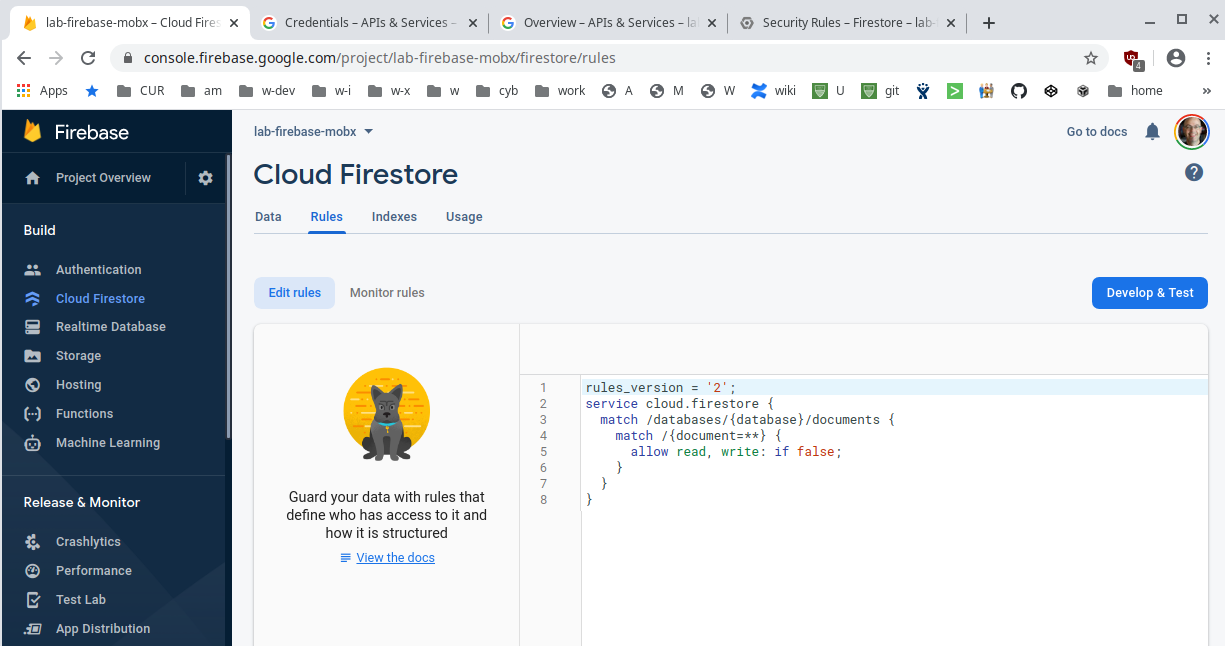 lab-firebase-mobx – Cloud Fires
Credentials – APIs & Services –
Overview – APIs & Services – la
Security Rules – Firestore – lab-
console.firebase.google.com/project/lab-firebase-mobx/firestore/rules
4
Apps
CUR
am
w-dev
w-i
w-x
w
cyb
work
A
M
W
wiki
U
git
home
»
Firebase
lab-firebase-mobx
Go to docs
Project Overview
Cloud Firestore
Data
Rules
Indexes
Usage
Build
Authentication
Cloud Firestore
Realtime Database
Storage
Hosting
Functions
Machine Learning
Release & Monitor
Crashlytics
Performance
Test Lab
App Distribution
Edit rules
Monitor rules
Develop & Test
Guard your data with rules that
define who has access to it and
how it is structured
View the docs
1 rules_version = '2';
2 service cloud.firestore {
3   match /databases/{database}/documents {
4     match /{document=**} {
5       allow read, write: if false;
6     }
7   }
8 }